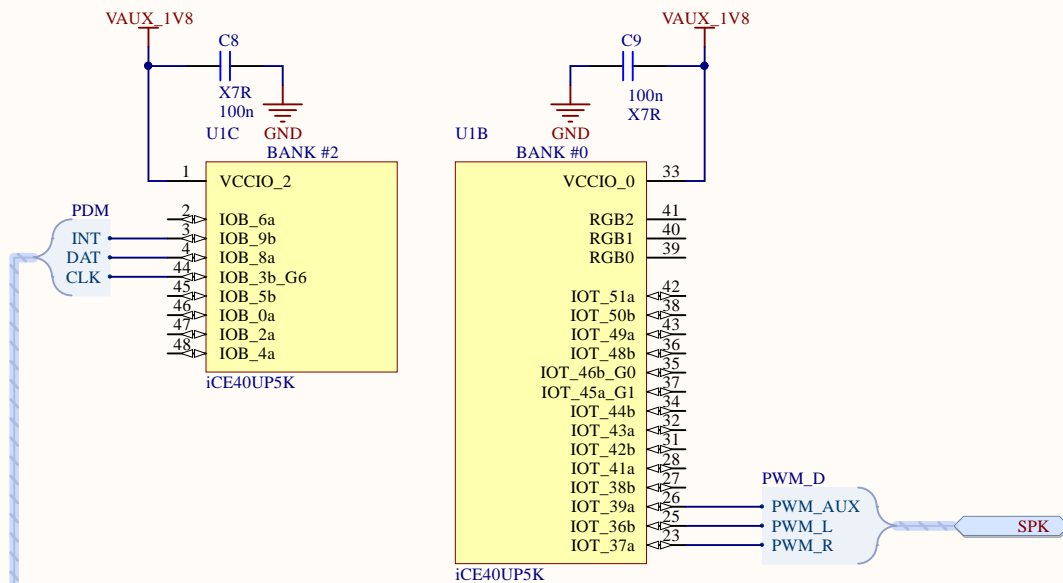 VAUX_1V8
C8
X7R
100n
GND
U1C
BANK #2
1
VCCIO_2
2
IOB_6a
3
IOB_9b
4
IOB_8a
44
IOB_3b_G6
45
IOB_5b
46
IOB_0a
47
IOB_2a
48
IOB_4a
iCE40UP5K
PDM
INT
DAT
CLK
VAUX_1V8
C9
100n
X7R
GND
U1B
BANK #0
VCCIO_0
33
RGB2
41
RGB1
40
RGB0
39
IOT_51a
42
IOT_50b
38
IOT_49a
43
IOT_48b
36
IOT_46b_G0
35
IOT_45a_G1
37
IOT_44b
34
IOT_43a
32
IOT_42b
31
IOT_41a
28
IOT_38b
27
IOT_39a
26
IOT_36b
25
IOT_37a
23
iCE40UP5K
PWM_D
PWM_AUX
PWM_L
PWM_R
SPK